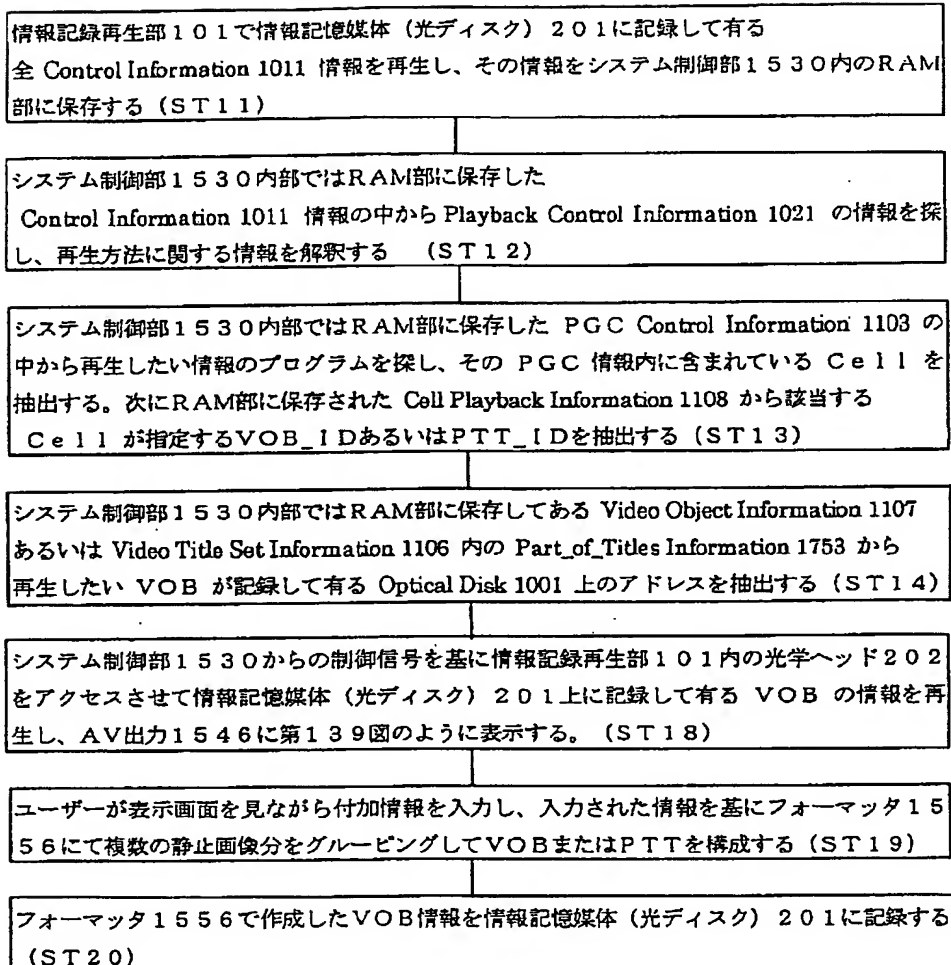 情報記録再生部１０１で情報記憶媒体（光ディスク）２０１に記録して有る
全 Control Information 1011 情報を再生し、その情報をシステム制御部１５３０内のＲＡＭ
部に保存する（ＳＴ１１）
システム制御部１５３０内部ではＲＡＭ部に保存した
Control Information 1011 情報の中から Playback Control Information 1021 の情報を探
し、再生方法に関する情報を解釈する （ＳＴ１２）
システム制御部１５３０内部ではＲＡＭ部に保存した PGC Control Information 1103 の
中から再生したい情報のプログラムを探し、その PGC 情報内に含まれている Ｃｅｌｌ を
抽出する。次にＲＡＭ部に保存された Cell Playback Information 1108 から該当する
Ｃｅｌｌ が指定するＶＯＢ_ＩＤあるいはＰＴＴ_ＩＤを抽出する（ＳＴ１３）
システム制御部１５３０内部ではＲＡＭ部に保存してある Video Object Information 1107
あるいは Video Title Set Information 1106 内の Part_of_Titles Information 1753 から
再生したい ＶＯＢ が記録して有る Optical Disk 1001 上のアドレスを抽出する（ＳＴ１４）
システム制御部１５３０からの制御信号を基に情報記録再生部１０１内の光学ヘッド２０２
をアクセスさせて情報記憶媒体（光ディスク）２０１上に記録して有る ＶＯＢ の情報を再
生し、ＡＶ出力１５４６に第１３９図のように表示する。（ＳＴ１８）
ユーザーが表示画面を見ながら付加情報を入力し、入力された情報を基にフォーマッタ１５
５６にて複数の静止画像分をグルーピングしてＶＯＢまたはＰＴＴを構成する（ＳＴ１９）
フォーマッタ１５５６で作成したＶＯＢ情報を情報記憶媒体（光ディスク）２０１に記録する
（ＳＴ２０）